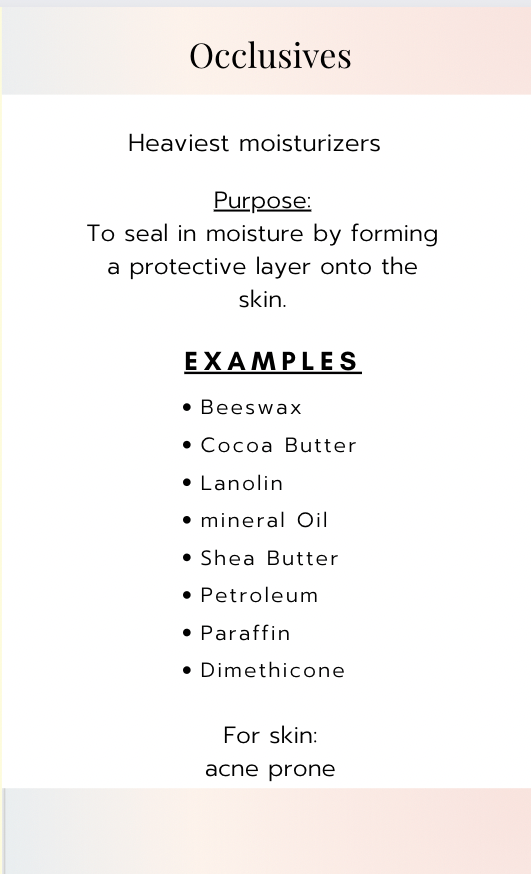 Occlusives
Heaviest moisturizers
Purpose:
To seal in moisture by forming
a protective layer onto the
skin.
EXAMPLES
• Beeswax
• Cocoa Butter
• Lanolin
• mineral Oil
• Shea Butter
• Petroleum
• Paraffin
• Dimethicone
For skin:
acne prone